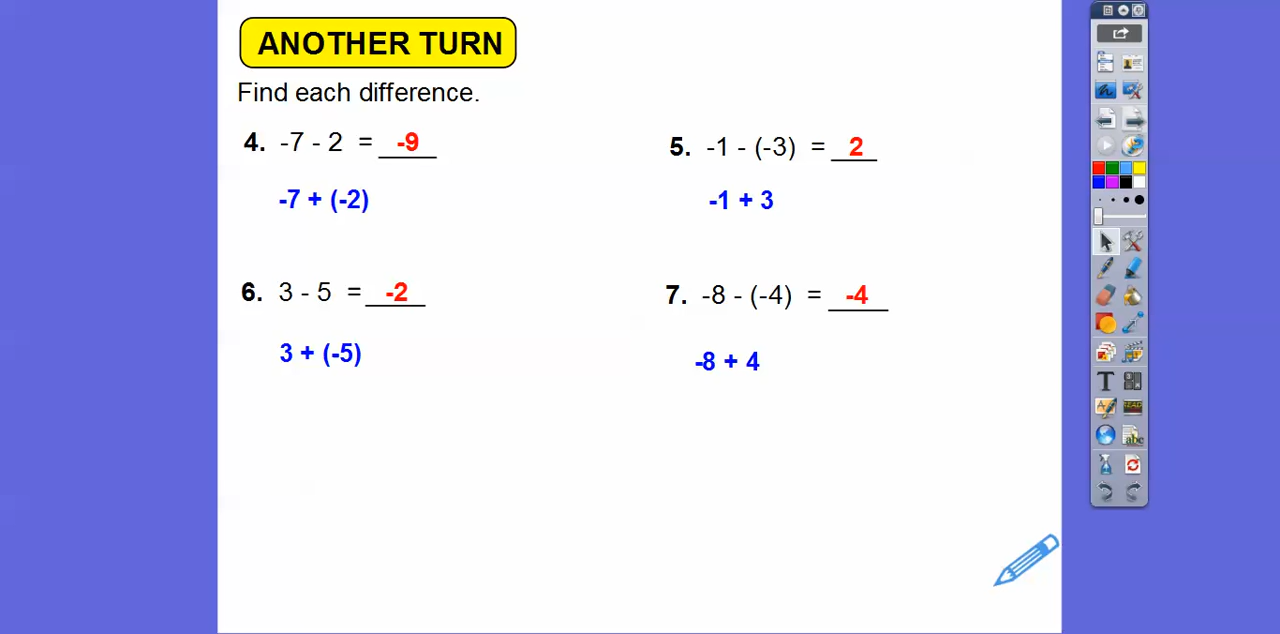 ANOTHER TURN
Find each difference.
4. -7 - 2 = -9
-7 + (-2)
5. -1 - (-3) = 2
-1 + 3
6. 3 - 5 = -2
3 + (-5)
7. -8 - (-4) = -4
-8 + 4
T
abc